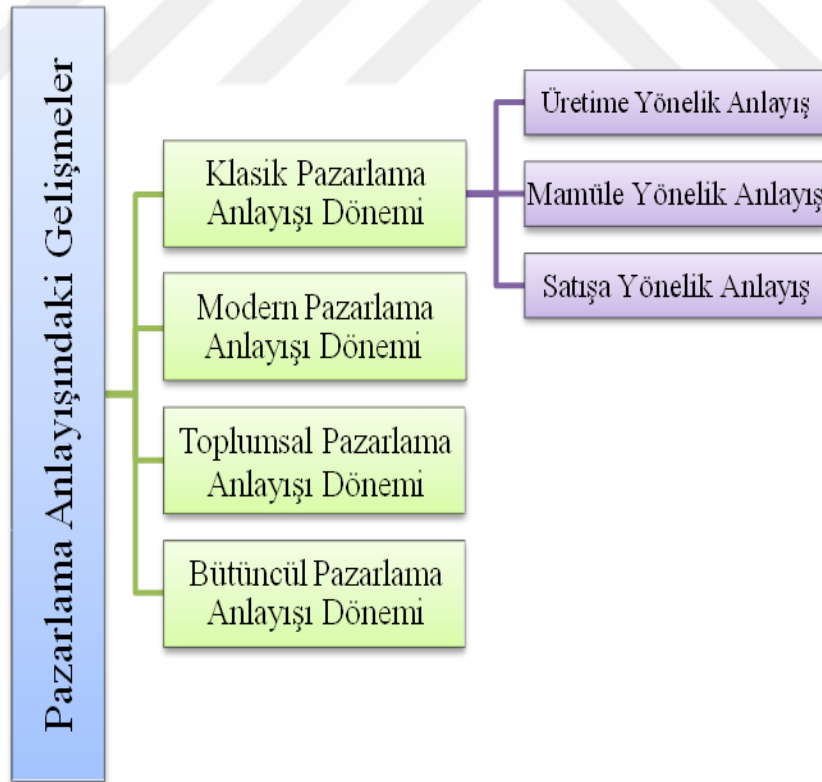 Pazarlama Anlayışındaki Gelişmeler
Klasik Pazarlama
Anlayışı Dönemi
Üretime Yönelik Anlayış
Mamüle Yönelik Anlayış
Satışa Yönelik Anlayış
Modern Pazarlama
Anlayışı Dönemi
Toplumsal Pazarlama
Anlayışı Dönemi
Bütüncül Pazarlama
Anlayışı Dönemi